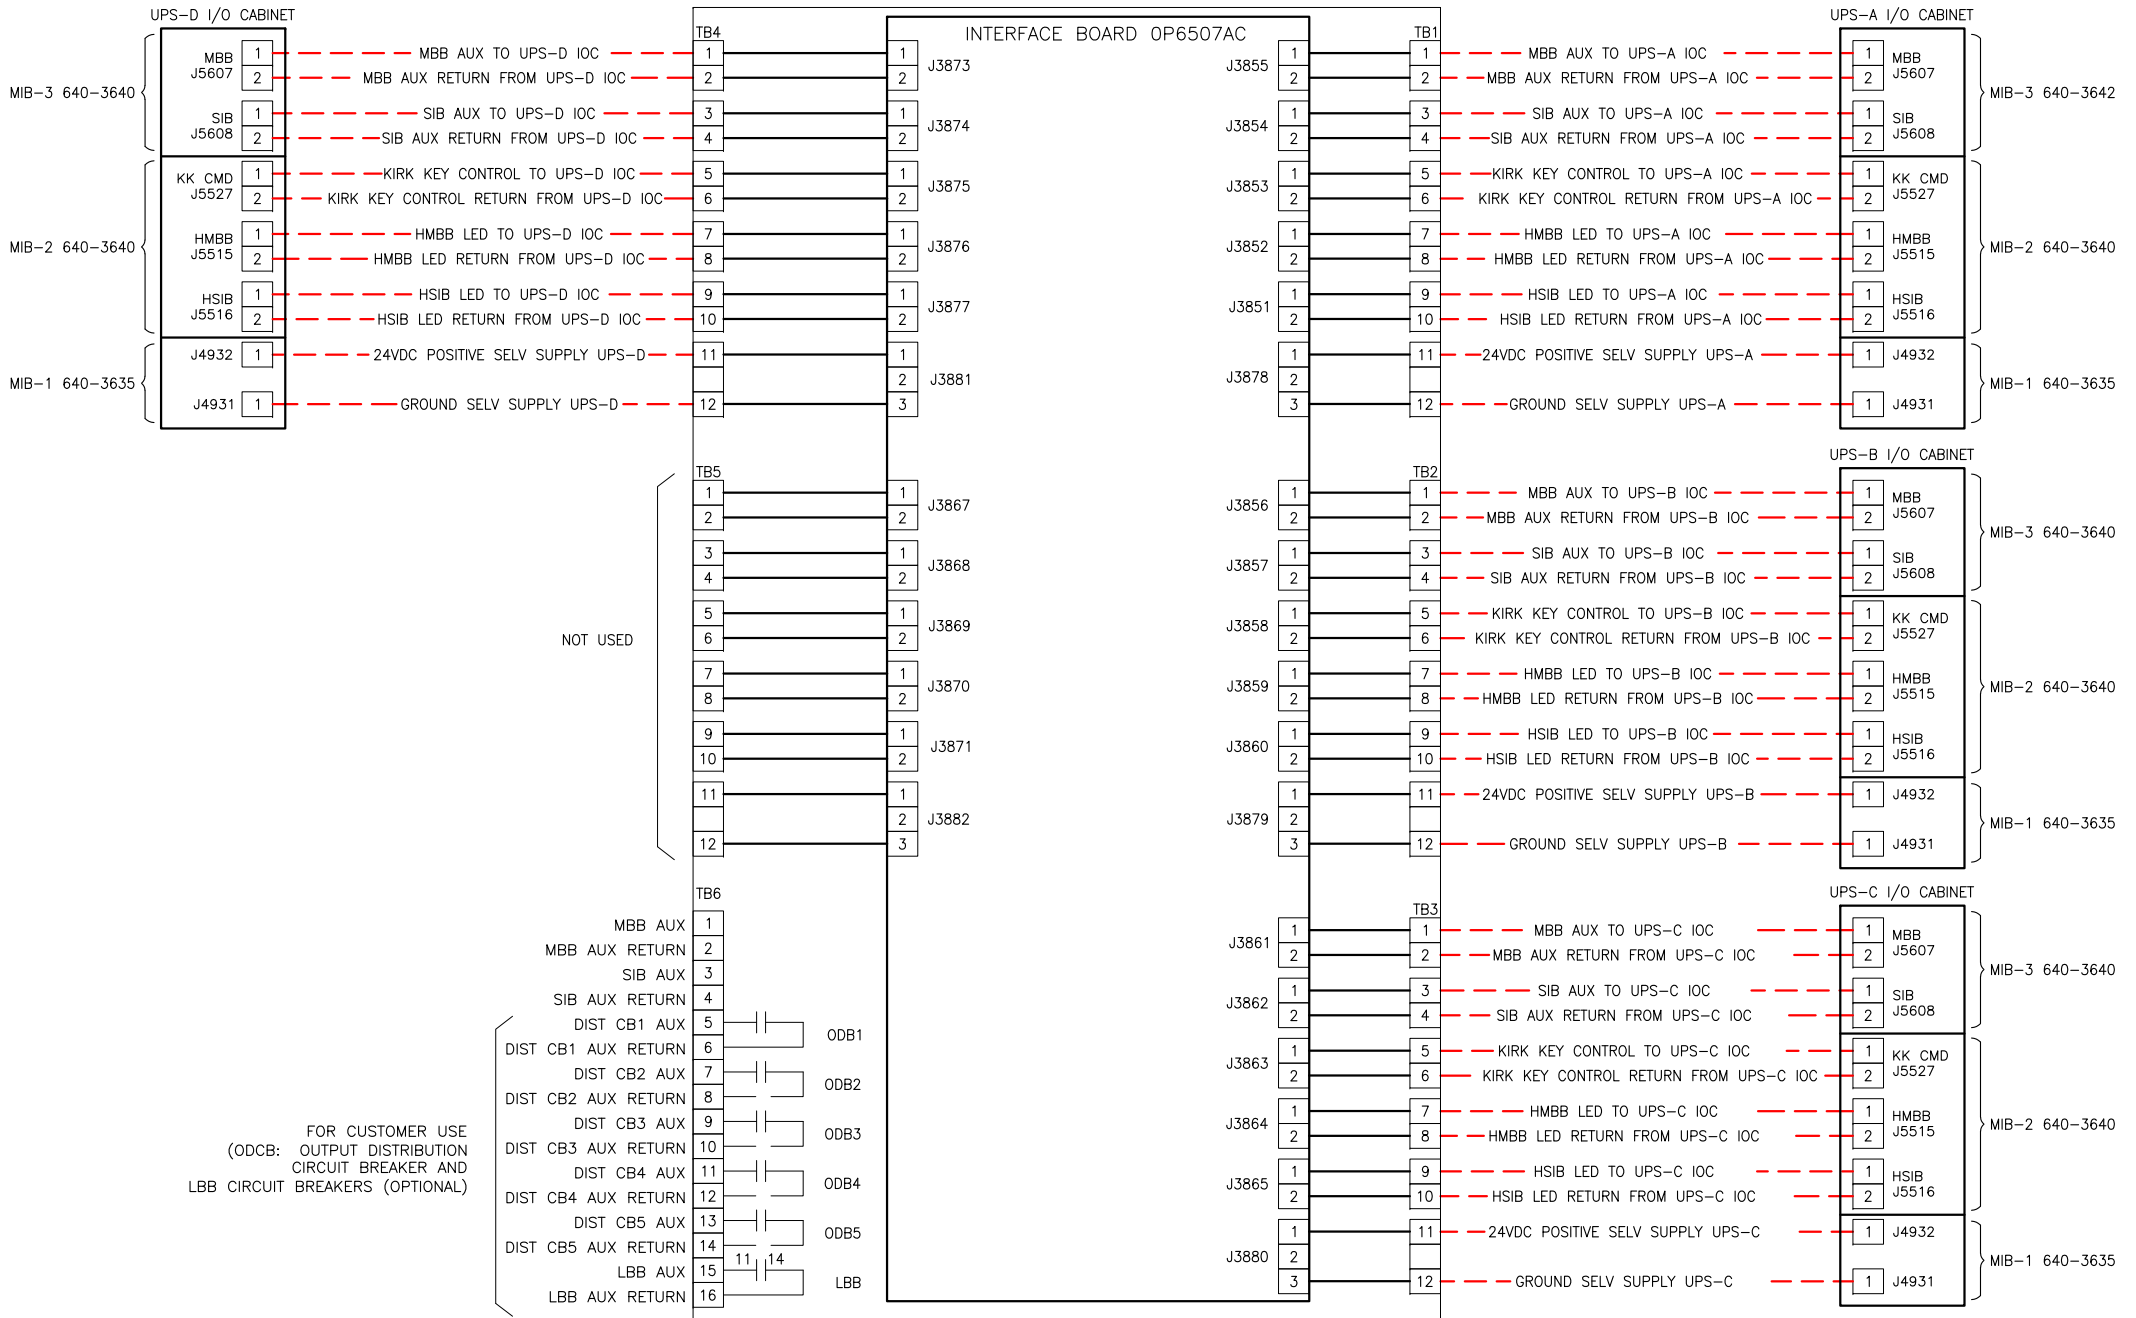 UPS-D I/O CABINET
MIB-3 640-3640
MBB
J5607
1
2
SIB
J5608
1
2
MIB-2 640-3640
KK CMD
J5527
1
2
HMBB
J5515
1
2
HSIB
J5516
1
2
MIB-1 640-3635
J4932 1
J4931 1
MBB AUX TO UPS-D IOC
MBB AUX RETURN FROM UPS-D IOC
SIB AUX TO UPS-D IOC
SIB AUX RETURN FROM UPS-D IOC
KIRK KEY CONTROL TO UPS-D IOC
KIRK KEY CONTROL RETURN FROM UPS-D IOC
HMBB LED TO UPS-D IOC
HMBB LED RETURN FROM UPS-D IOC
HSIB LED TO UPS-D IOC
HSIB LED RETURN FROM UPS-D IOC
24VDC POSITIVE SELV SUPPLY UPS-D
GROUND SELV SUPPLY UPS-D
TB4
1
2
3
4
5
6
7
8
9
10
11
12
INTERFACE BOARD 0P6507AC
1
2
J3873
1
2
J3874
1
2
J3875
1
2
J3876
1
2
J3877
1
2
3
J3881
NOT USED
TB5
1
2
3
4
5
6
7
8
9
10
11
12
1
2
J3867
1
2
J3868
1
2
J3869
1
2
J3870
1
2
J3871
1
2
3
J3882
TB6
MBB AUX 1
MBB AUX RETURN 2
SIB AUX 3
SIB AUX RETURN 4
DIST CB1 AUX 5
DIST CB1 AUX RETURN 6
ODB1
DIST CB2 AUX 7
DIST CB2 AUX RETURN 8
ODB2
DIST CB3 AUX 9
DIST CB3 AUX RETURN 10
ODB3
DIST CB4 AUX 11
DIST CB4 AUX RETURN 12
ODB4
DIST CB5 AUX 13
DIST CB5 AUX RETURN 14
ODB5
LBB AUX 15
11 14
LBB AUX RETURN 16
LBB
FOR CUSTOMER USE
(ODCB: OUTPUT DISTRIBUTION
CIRCUIT BREAKER AND
LBB CIRCUIT BREAKERS (OPTIONAL)
J3855
1
2
J3854
1
2
J3853
1
2
J3852
1
2
J3851
1
2
J3878
1
2
3
TB1
1
2
3
4
5
6
7
8
9
10
11
12
MBB AUX TO UPS-A IOC
MBB AUX RETURN FROM UPS-A IOC
SIB AUX TO UPS-A IOC
SIB AUX RETURN FROM UPS-A IOC
KIRK KEY CONTROL TO UPS-A IOC
KIRK KEY CONTROL RETURN FROM UPS-A IOC
HMBB LED TO UPS-A IOC
HMBB LED RETURN FROM UPS-A IOC
HSIB LED TO UPS-A IOC
HSIB LED RETURN FROM UPS-A IOC
24VDC POSITIVE SELV SUPPLY UPS-A
GROUND SELV SUPPLY UPS-A
UPS-A I/O CABINET
1
2
MBB
J5607
1
2
SIB
J5608
MIB-3 640-3642
1
2
KK CMD
J5527
1
2
HMBB
J5515
1
2
HSIB
J5516
MIB-2 640-3640
1 J4932
1 J4931
MIB-1 640-3635
J3856
1
2
J3857
1
2
J3858
1
2
J3859
1
2
J3860
1
2
J3879
1
2
3
TB2
1
2
3
4
5
6
7
8
9
10
11
12
MBB AUX TO UPS-B IOC
MBB AUX RETURN FROM UPS-B IOC
SIB AUX TO UPS-B IOC
SIB AUX RETURN FROM UPS-B IOC
KIRK KEY CONTROL TO UPS-B IOC
KIRK KEY CONTROL RETURN FROM UPS-B IOC
HMBB LED TO UPS-B IOC
HMBB LED RETURN FROM UPS-B IOC
HSIB LED TO UPS-B IOC
HSIB LED RETURN FROM UPS-B IOC
24VDC POSITIVE SELV SUPPLY UPS-B
GROUND SELV SUPPLY UPS-B
UPS-B I/O CABINET
1
2
MBB
J5607
1
2
SIB
J5608
MIB-3 640-3640
1
2
KK CMD
J5527
1
2
HMBB
J5515
1
2
HSIB
J5516
MIB-2 640-3640
1 J4932
1 J4931
MIB-1 640-3635
J3861
1
2
J3862
1
2
J3863
1
2
J3864
1
2
J3865
1
2
J3880
1
2
3
TB3
1
2
3
4
5
6
7
8
9
10
11
12
MBB AUX TO UPS-C IOC
MBB AUX RETURN FROM UPS-C IOC
SIB AUX TO UPS-C IOC
SIB AUX RETURN FROM UPS-C IOC
KIRK KEY CONTROL TO UPS-C IOC
KIRK KEY CONTROL RETURN FROM UPS-C IOC
HMBB LED TO UPS-C IOC
HMBB LED RETURN FROM UPS-C IOC
HSIB LED TO UPS-C IOC
HSIB LED RETURN FROM UPS-C IOC
24VDC POSITIVE SELV SUPPLY UPS-C
GROUND SELV SUPPLY UPS-C
UPS-C I/O CABINET
1
2
MBB
J5607
1
2
SIB
J5608
MIB-3 640-3640
1
2
KK CMD
J5527
1
2
HMBB
J5515
1
2
HSIB
J5516
MIB-2 640-3640
1 J4932
1 J4931
MIB-1 640-3635